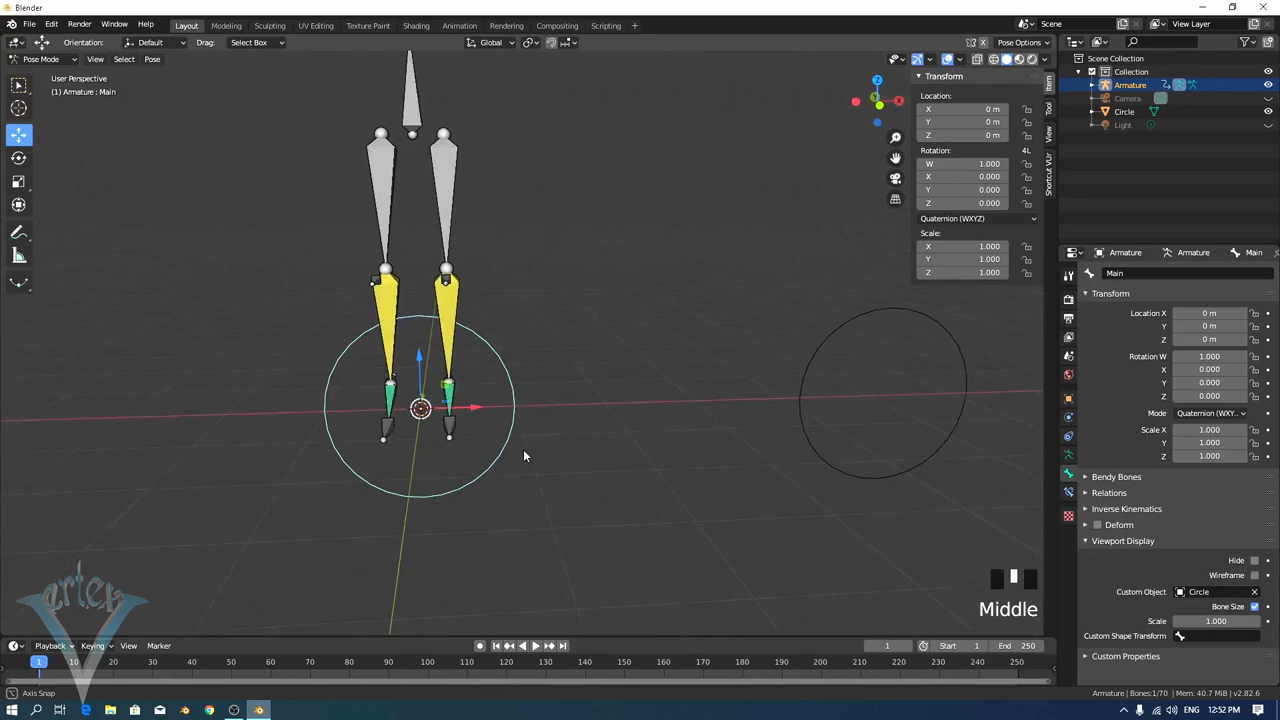 Blender
File Edit Render Window Help Layout Modeling Sculpting UV Editing Texture Paint Shading Animation Rendering Compositing Scripting + Scene View Layer
Orientation: Default Drag: Select Box Global Pose Options
Pose Mode View Select Pose
User Perspective
(1) Armature : Main
Transform
Location:
X 0 m
Y 0 m
Z 0 m
Rotation: 4L
W 1.000
X 0.000
Y 0.000
Z 0.000
Quaternion (WXYZ)
Scale:
X 1.000
Y 1.000
Z 1.000
Item
Tool
View
Shortcut VUr
Z
X
Y
Scene Collection
Collection
Armature
Camera
Circle
Light
Armature Armature Main
Main
Transform
Location X 0 m
Y 0 m
Z 0 m
Rotation W 1.000
X 0.000
Y 0.000
Z 0.000
Mode Quaternion (WXY..
Scale X 1.000
Y 1.000
Z 1.000
Bendy Bones
Relations
Inverse Kinematics
Deform
Viewport Display
Hide
Wireframe
Custom Object Circle
Bone Size
Scale 1.000
Custom Shape Transform
Custom Properties
Middle
Vertex
Playback Keying View Marker 1 Start 1 End 250
1 10 20 30 40 50 60 70 80 90 100 110 120 130 140 150 160 170 180 190 200 210 220 230 240 250
Axis Snap Armature | Bones:1/70 | Mem: 40.7 MiB | v2.82.6
ENG 12:52 PM